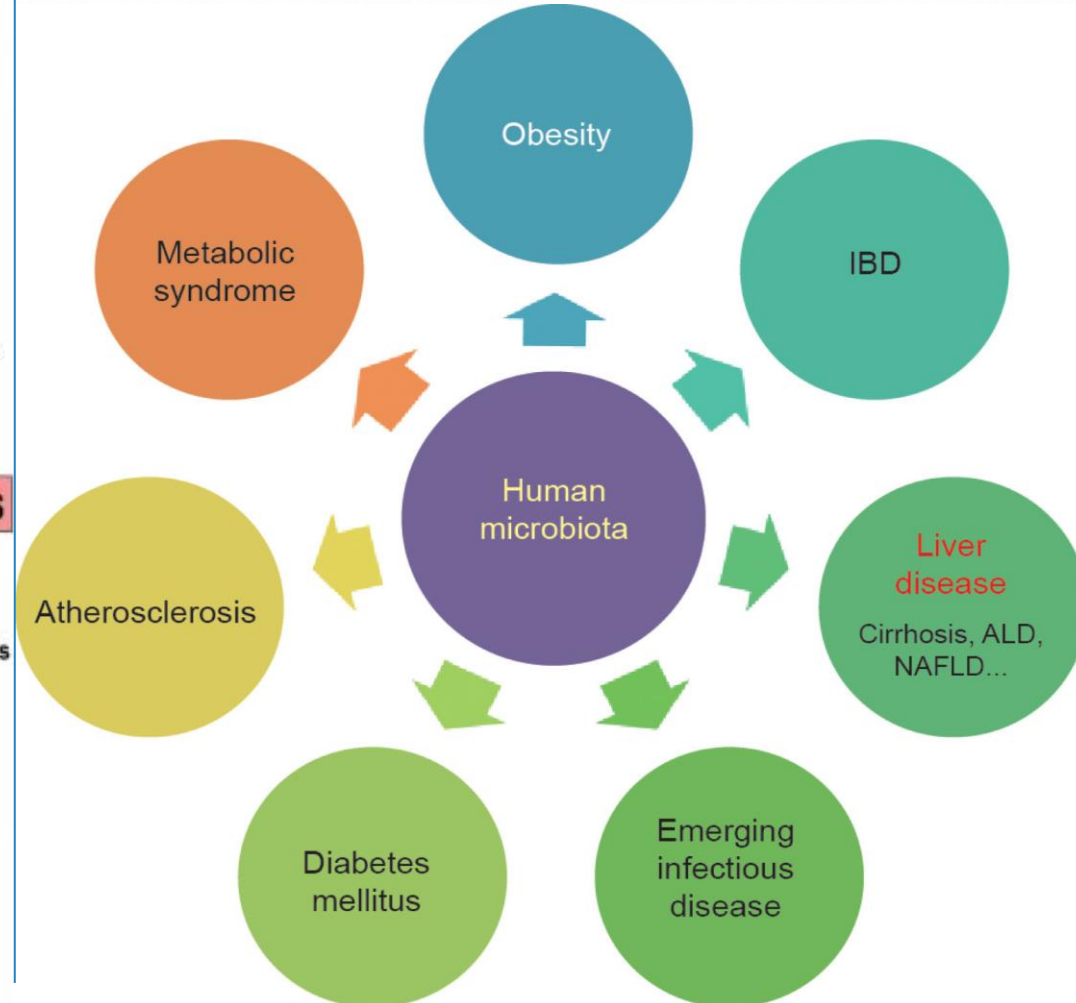 Obesity
Metabolic
syndrome
IBD
Human
microbiota
Atherosclerosis
Liver
disease
Cirrhosis, ALD,
NAFLD...
Diabetes
mellitus
Emerging
infectious
disease